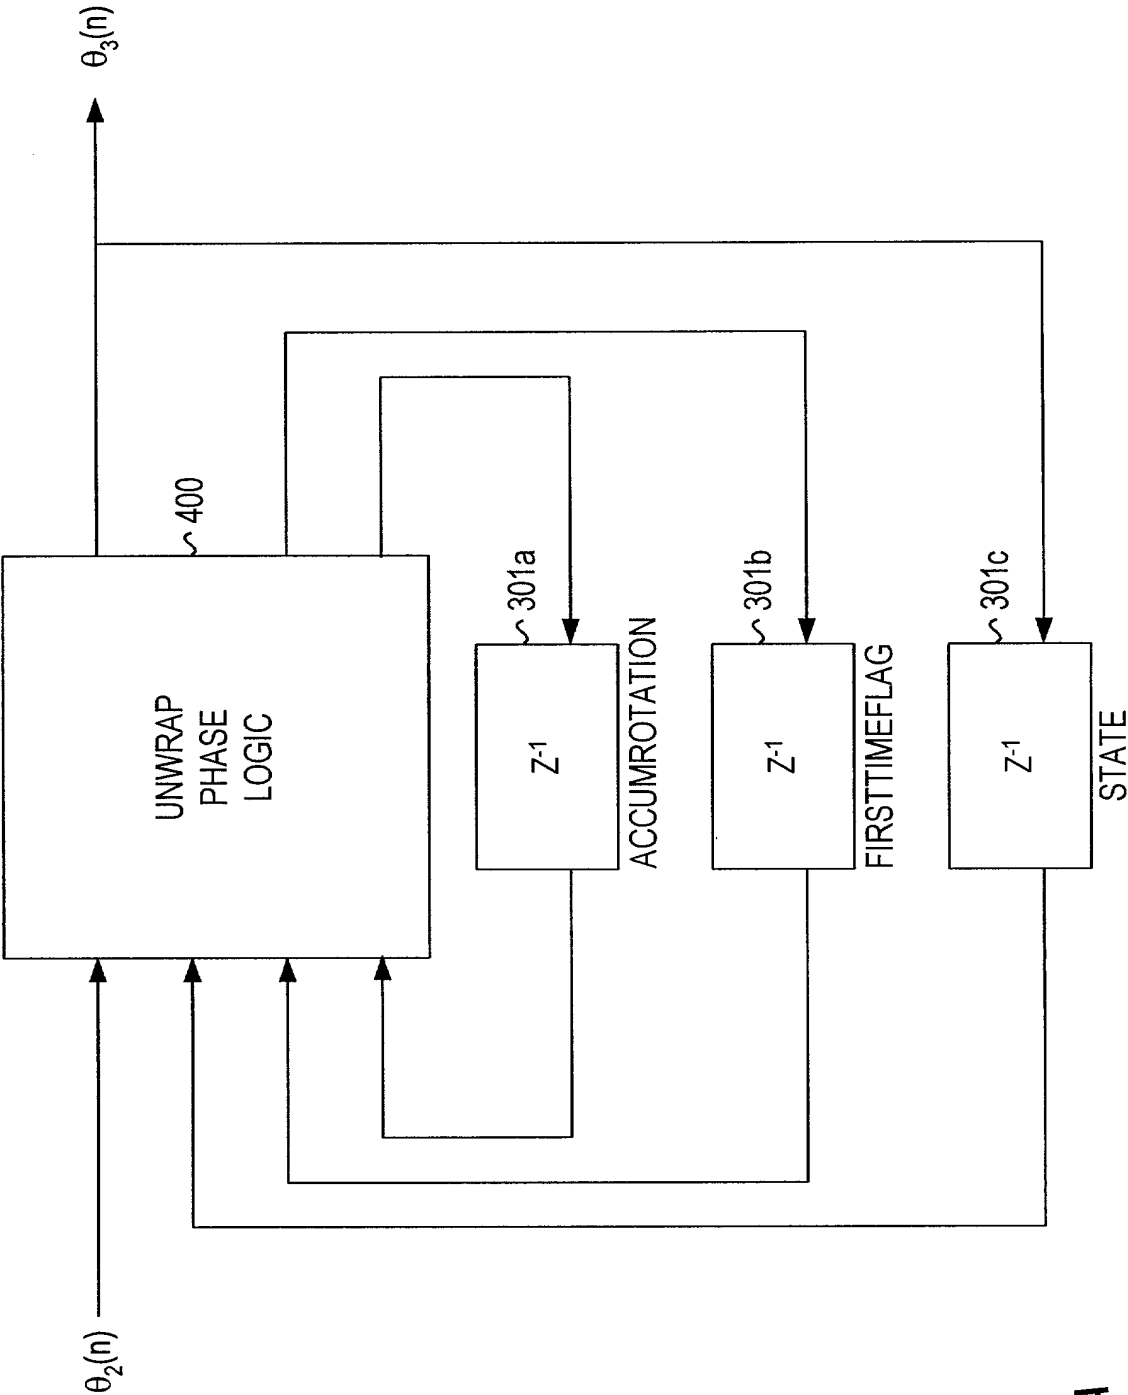 θ₂(n)
θ₃(n)
UNWRAP
PHASE
LOGIC
400
Z⁻¹
301a
ACCUMROTATION
Z⁻¹
301b
FIRSTTIMEFLAG
Z⁻¹
301c
STATE